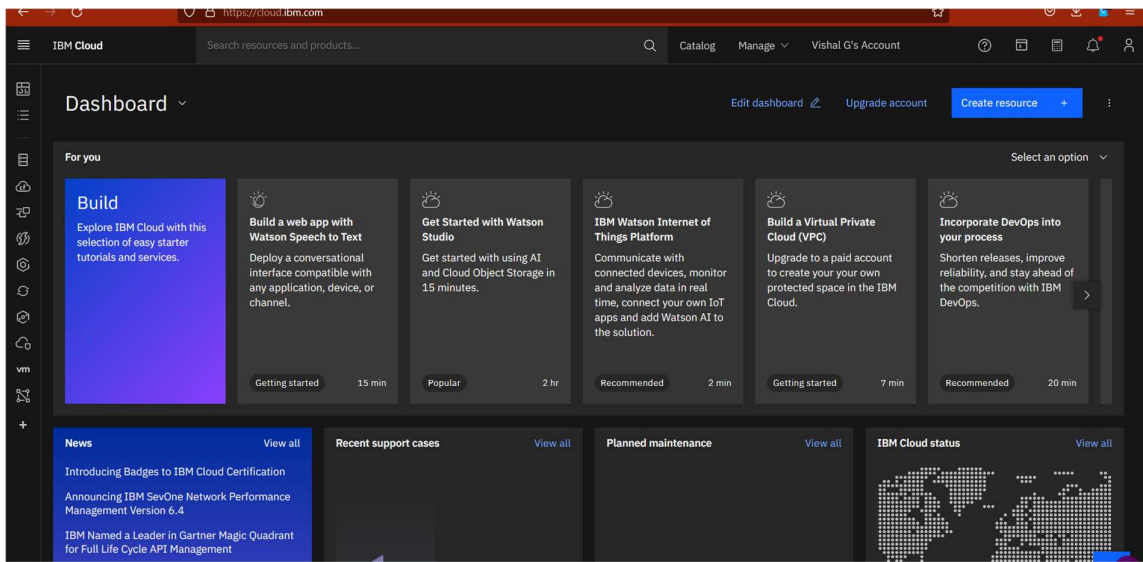 https://cloud.ibm.com
IBM Cloud
Search resources and products...
Catalog
Manage
Vishal G's Account
Dashboard
Edit dashboard
Upgrade account
Create resource +
For you
Select an option
Build
Explore IBM Cloud with this
selection of easy starter
tutorials and services.
Build a web app with
Watson Speech to Text
Deploy a conversational
interface compatible with
any application, device, or
channel.
Getting started
15 min
Get Started with Watson
Studio
Get started with using AI
and Cloud Object Storage in
15 minutes.
Popular
2 hr
IBM Watson Internet of
Things Platform
Communicate with
connected devices, monitor
and analyze data in real
time, connect your own IoT
apps and add Watson AI to
the solution.
Recommended
2 min
Build a Virtual Private
Cloud (VPC)
Upgrade to a paid account
to create your your own
protected space in the IBM
Cloud.
Getting started
7 min
Incorporate DevOps into
your process
Shorten releases, improve
reliability, and stay ahead of
the competition with IBM
DevOps.
Recommended
20 min
vm
News
View all
Introducing Badges to IBM Cloud Certification
Announcing IBM SevOne Network Performance
Management Version 6.4
IBM Named a Leader in Gartner Magic Quadrant
for Full Life Cycle API Management
Recent support cases
View all
Planned maintenance
View all
IBM Cloud status
View all